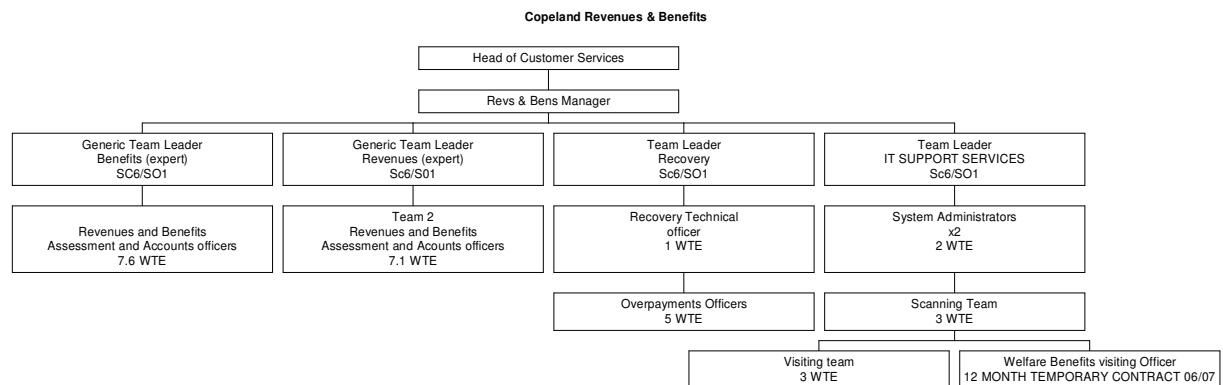 Copeland Revenues & Benefits
Head of Customer Services
Revs & Bens Manager
Generic Team Leader
Benefits (expert)
SC6/SO1
Generic Team Leader
Revenues (expert)
Sc6/S01
Team Leader
Recovery
Sc6/SO1
Team Leader
IT SUPPORT SERVICES
Sc6/SO1
Revenues and Benefits
Assessment and Accounts officers
7.6 WTE
Team 2
Revenues and Benefits
Assessment and Acounts officers
7.1 WTE
Recovery Technical
officer
1 WTE
System Administrators
x2
2 WTE
Overpayments Officers
5 WTE
Scanning Team
3 WTE
Visiting team
3 WTE
Welfare Benefits visiting Officer
12 MONTH TEMPORARY CONTRACT 06/07